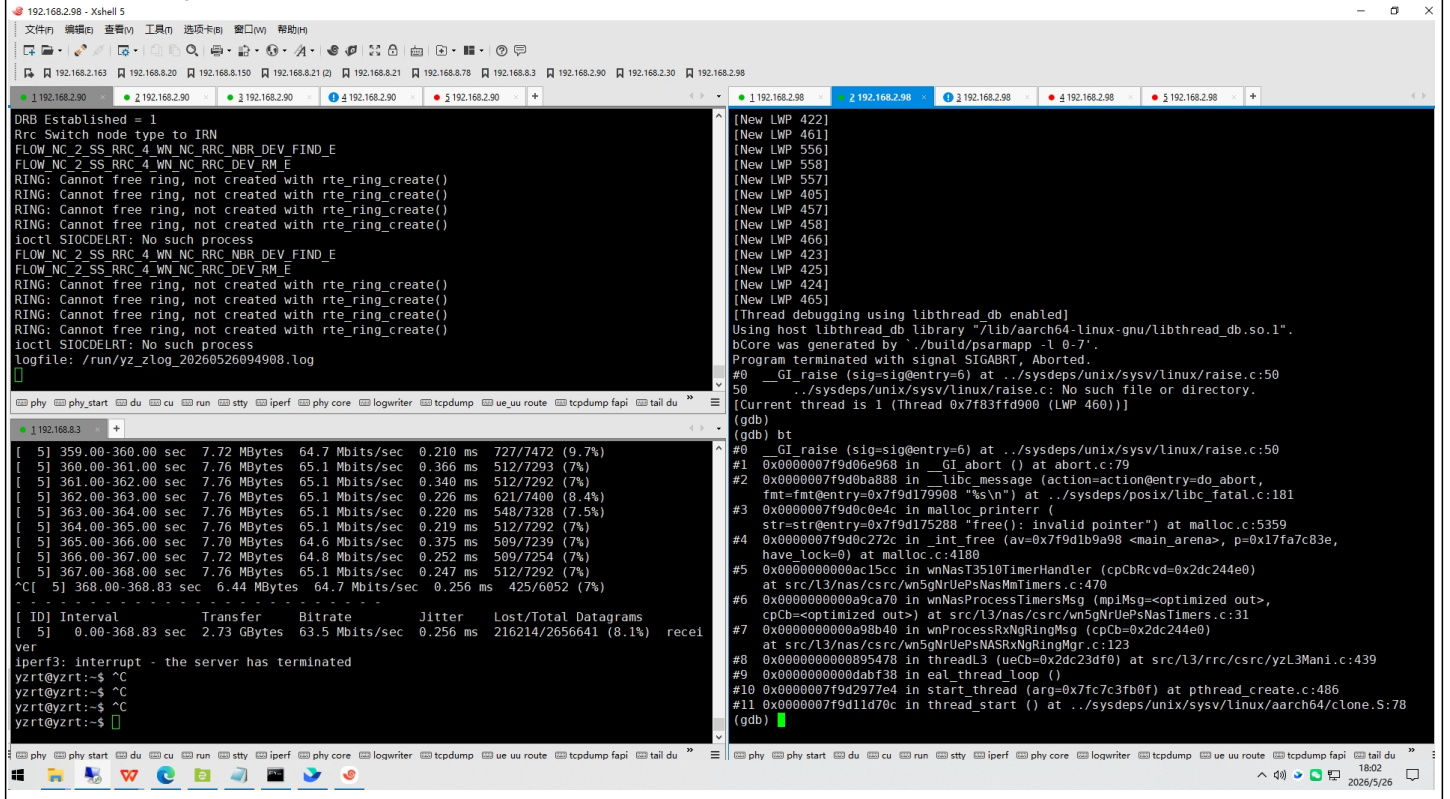 192.168.2.98 - Xshell 5
文件(F) 编辑(E) 查看(V) 工具(T) 选项卡(B) 窗口(W) 帮助(H)
192.168.2.163 192.168.8.20 192.168.8.150 192.168.8.21 (2) 192.168.8.21 192.168.8.78 192.168.8.3 192.168.2.90 192.168.2.30 192.168.2.98
1 192.168.2.90 2 192.168.2.90 3 192.168.2.90 4 192.168.2.90 5 192.168.2.90
DRB Established = 1
Rrc Switch node type to IRN
FLOW_NC_2_SS_RRC_4_WN_NC_RRC_NBR_DEV_FIND_E
FLOW_NC_2_SS_RRC_4_WN_NC_RRC_DEV_RM_E
RING: Cannot free ring, not created with rte_ring_create()
RING: Cannot free ring, not created with rte_ring_create()
RING: Cannot free ring, not created with rte_ring_create()
RING: Cannot free ring, not created with rte_ring_create()
ioctl SIOCDELRT: No such process
FLOW_NC_2_SS_RRC_4_WN_NC_RRC_NBR_DEV_FIND_E
FLOW_NC_2_SS_RRC_4_WN_NC_RRC_DEV_RM_E
RING: Cannot free ring, not created with rte_ring_create()
RING: Cannot free ring, not created with rte_ring_create()
RING: Cannot free ring, not created with rte_ring_create()
RING: Cannot free ring, not created with rte_ring_create()
ioctl SIOCDELRT: No such process
logfile: /run/yz_zlog_20260526094908.log
phy phy_start du cu run stty iperf phy core logwriter tcpdump ue_uu route tcpdump fapi tail du »
1 192.168.8.3
[  5] 359.00-360.00 sec  7.72 MBytes  64.7 Mbits/sec  0.210 ms  727/7472 (9.7%)
[  5] 360.00-361.00 sec  7.76 MBytes  65.1 Mbits/sec  0.366 ms  512/7293 (7%)
[  5] 361.00-362.00 sec  7.76 MBytes  65.1 Mbits/sec  0.340 ms  512/7292 (7%)
[  5] 362.00-363.00 sec  7.76 MBytes  65.1 Mbits/sec  0.226 ms  621/7400 (8.4%)
[  5] 363.00-364.00 sec  7.76 MBytes  65.1 Mbits/sec  0.220 ms  548/7328 (7.5%)
[  5] 364.00-365.00 sec  7.76 MBytes  65.1 Mbits/sec  0.219 ms  512/7292 (7%)
[  5] 365.00-366.00 sec  7.70 MBytes  64.6 Mbits/sec  0.375 ms  509/7239 (7%)
[  5] 366.00-367.00 sec  7.72 MBytes  64.8 Mbits/sec  0.252 ms  509/7254 (7%)
[  5] 367.00-368.00 sec  7.76 MBytes  65.1 Mbits/sec  0.247 ms  512/7292 (7%)
^C[  5] 368.00-368.83 sec  6.44 MBytes  64.7 Mbits/sec  0.256 ms  425/6052 (7%)
- - - - - - - - - - - - - - - - - - - - - - - - -
[ ID] Interval           Transfer     Bitrate         Jitter    Lost/Total Datagrams
[  5]   0.00-368.83 sec  2.73 GBytes  63.5 Mbits/sec  0.256 ms  216214/2656641 (8.1%)  recei
ver
iperf3: interrupt - the server has terminated
yzrt@yzrt:~$ ^C
yzrt@yzrt:~$ ^C
yzrt@yzrt:~$ ^C
yzrt@yzrt:~$
phy phy start du cu run stty iperf phy core logwriter tcpdump ue uu route tcpdump fapi tail du »
1 192.168.2.98 2 192.168.2.98 3 192.168.2.98 4 192.168.2.98 5 192.168.2.98
[New LWP 422]
[New LWP 461]
[New LWP 556]
[New LWP 558]
[New LWP 557]
[New LWP 405]
[New LWP 457]
[New LWP 458]
[New LWP 466]
[New LWP 423]
[New LWP 425]
[New LWP 424]
[New LWP 465]
[Thread debugging using libthread_db enabled]
Using host libthread_db library "/lib/aarch64-linux-gnu/libthread_db.so.1".
bCore was generated by `./build/psarmapp -l 0-7'.
Program terminated with signal SIGABRT, Aborted.
#0  __GI_raise (sig=sig@entry=6) at ../sysdeps/unix/sysv/linux/raise.c:50
50      ../sysdeps/unix/sysv/linux/raise.c: No such file or directory.
[Current thread is 1 (Thread 0x7f83ffd900 (LWP 460))]
(gdb)
(gdb) bt
#0  __GI_raise (sig=sig@entry=6) at ../sysdeps/unix/sysv/linux/raise.c:50
#1  0x0000007f9d06e968 in __GI_abort () at abort.c:79
#2  0x0000007f9d0ba888 in __libc_message (action=action@entry=do_abort,
fmt=fmt@entry=0x7f9d179908 "%s\n") at ../sysdeps/posix/libc_fatal.c:181
#3  0x0000007f9d0c0e4c in malloc_printerr (
str=str@entry=0x7f9d175288 "free(): invalid pointer") at malloc.c:5359
#4  0x0000007f9d0c272c in _int_free (av=0x7f9d1b9a98 <main_arena>, p=0x17fa7c83e,
have_lock=0) at malloc.c:4180
#5  0x0000000000ac15cc in wnNasT3510TimerHandler (cpCbRcvd=0x2dc244e0)
at src/l3/nas/csrc/wn5gNrUePsNasMmTimers.c:470
#6  0x0000000000a9ca70 in wnNasProcessTimersMsg (mpiMsg=<optimized out>,
cpCb=<optimized out>) at src/l3/nas/csrc/wn5gNrUePsNasTimers.c:31
#7  0x0000000000a98b40 in wnProcessRxNgRingMsg (cpCb=0x2dc244e0)
at src/l3/nas/csrc/wn5gNrUePsNASRxNgRingMgr.c:123
#8  0x0000000000895478 in threadL3 (ueCb=0x2dc23df0) at src/l3/rrc/csrc/yzL3Mani.c:439
#9  0x0000000000dabf38 in eal_thread_loop ()
#10 0x0000007f9d2977e4 in start_thread (arg=0x7fc7c3fb0f) at pthread_create.c:486
#11 0x0000007f9d11d70c in thread_start () at ../sysdeps/unix/sysv/linux/aarch64/clone.S:78
(gdb)
phy phy start du cu run stty iperf phy core logwriter tcpdump ue uu route tcpdump fapi tail du »
18:02
2026/5/26